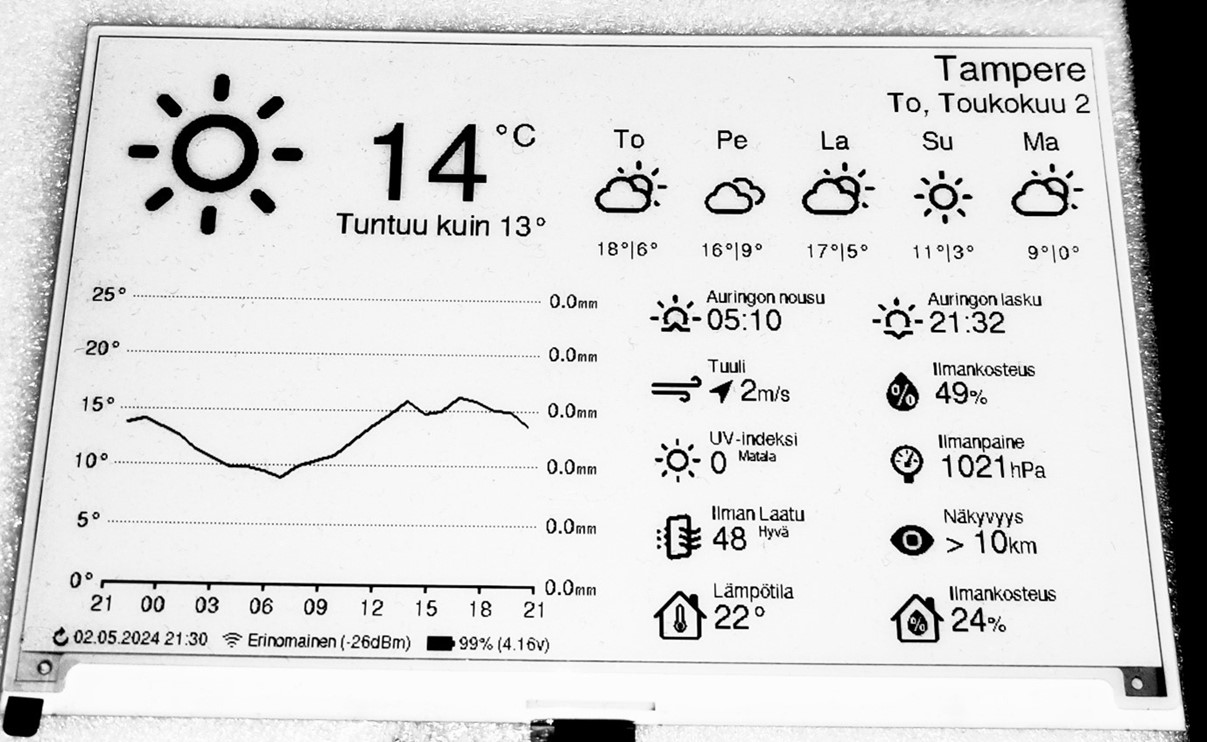 Tampere
To, Toukokuu 2
14 °C
Tuntuu kuin 13°
To Pe La Su Ma
18°|6° 16°|9° 17°|5° 11°|3° 9°|0°
25° 0.0mm
20° 0.0mm
15° 0.0mm
10° 0.0mm
5° 0.0mm
0° 0.0mm
21 00 03 06 09 12 15 18 21
Auringon nousu
05:10
Auringon lasku
21:32
Tuuli
2m/s
Ilmankosteus
49%
UV-indeksi
0 Matala
Ilmanpaine
1021hPa
Ilman Laatu
48 Hyvä
Näkyvyys
> 10km
Lämpötila
22°
Ilmankosteus
24%
02.05.2024 21:30 Erinomainen (-26dBm) 99% (4.16v)